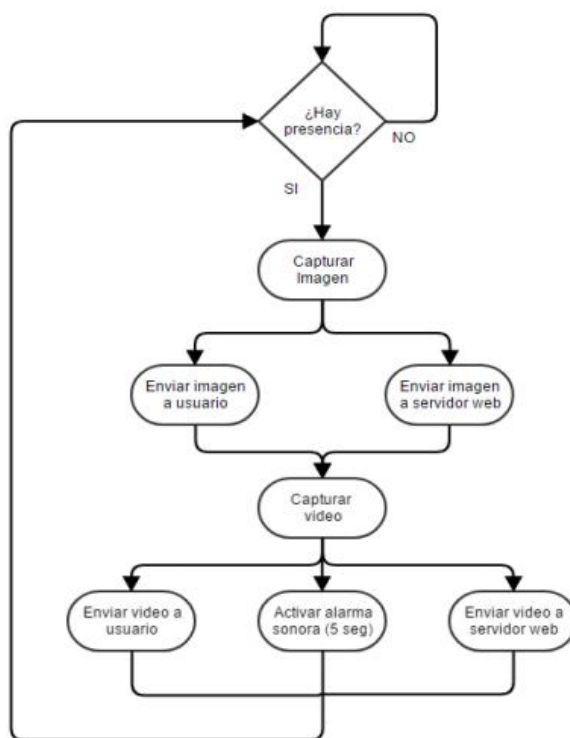 ¿Hay
presencia?
NO
SI
Capturar
Imagen
Enviar imagen
a usuario
Enviar imagen
a servidor web
Capturar
video
Enviar video a
usuario
Activar alarma
sonora (5 seg)
Enviar video a
servidor web